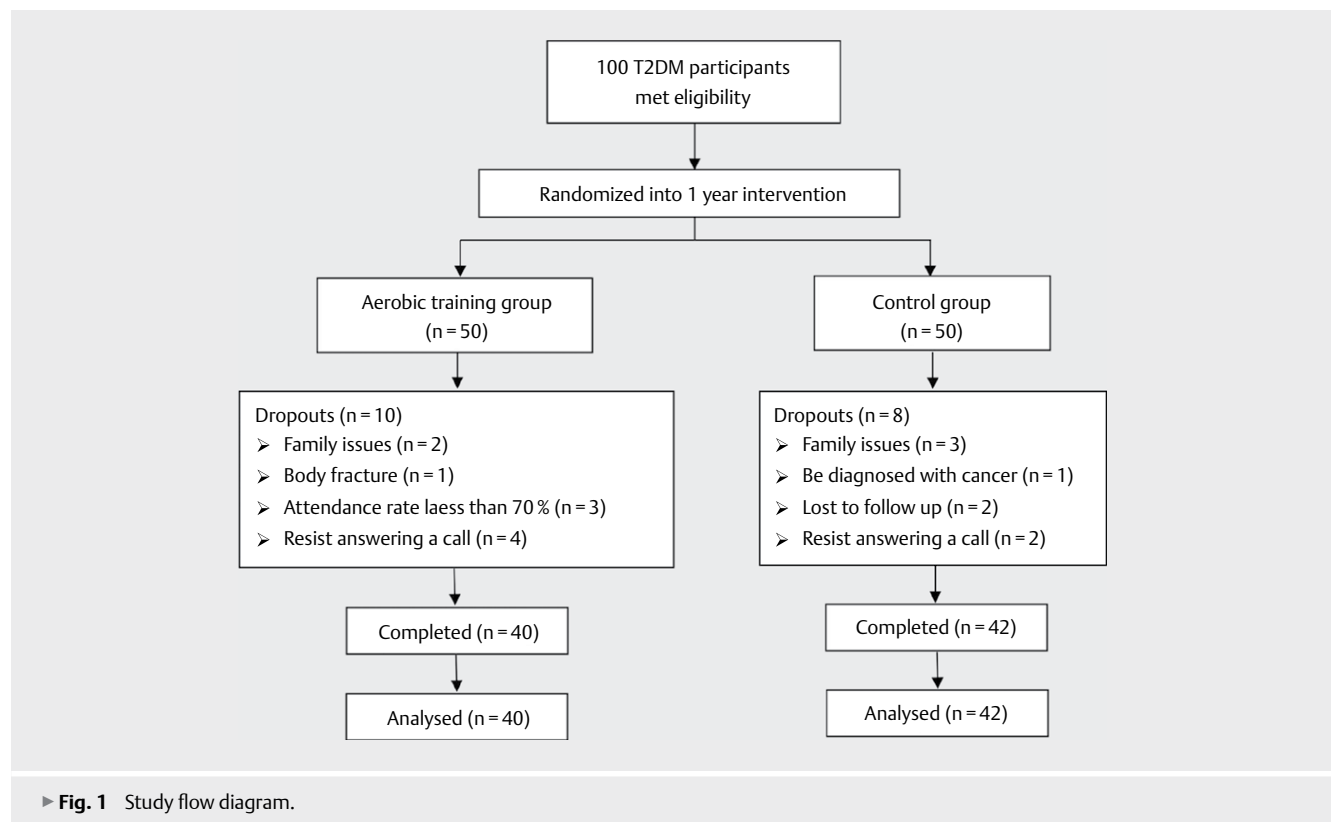 100 T2DM participants
met eligibility
Randomized into 1 year intervention
Aerobic training group
(n = 50)
Control group
(n = 50)
Dropouts (n = 10)
➢ Family issues (n = 2)
➢ Body fracture (n = 1)
➢ Attendance rate laess than 70 % (n = 3)
➢ Resist answering a call (n = 4)
Dropouts (n = 8)
➢ Family issues (n = 3)
➢ Be diagnosed with cancer (n = 1)
➢ Lost to follow up (n = 2)
➢ Resist answering a call (n = 2)
Completed (n = 40)
Completed (n = 42)
Analysed (n = 40)
Analysed (n = 42)
▶ Fig. 1 Study flow diagram.